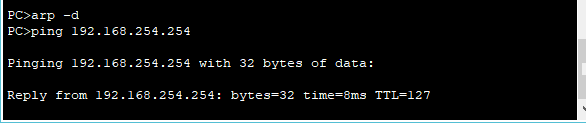 PC>arp -d
PC>ping 192.168.254.254
Pinging 192.168.254.254 with 32 bytes of data:
Reply from 192.168.254.254: bytes=32 time=8ms TTL=127